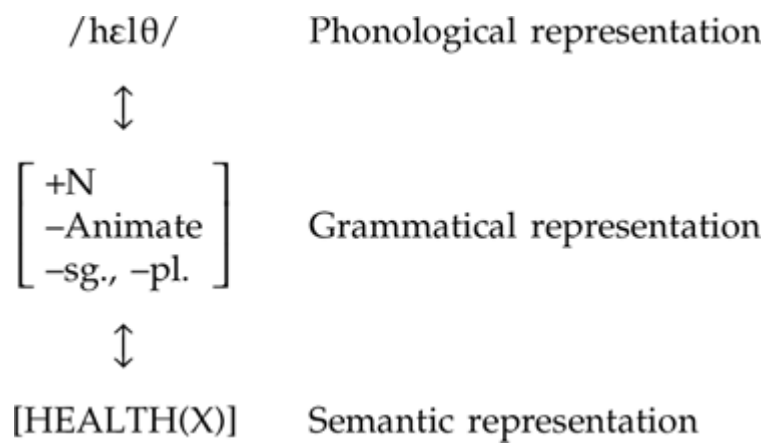 /hɛlθ/ Phonological representation
↕
+N
–Animate Grammatical representation
–sg., –pl.
↕
[HEALTH(X)] Semantic representation